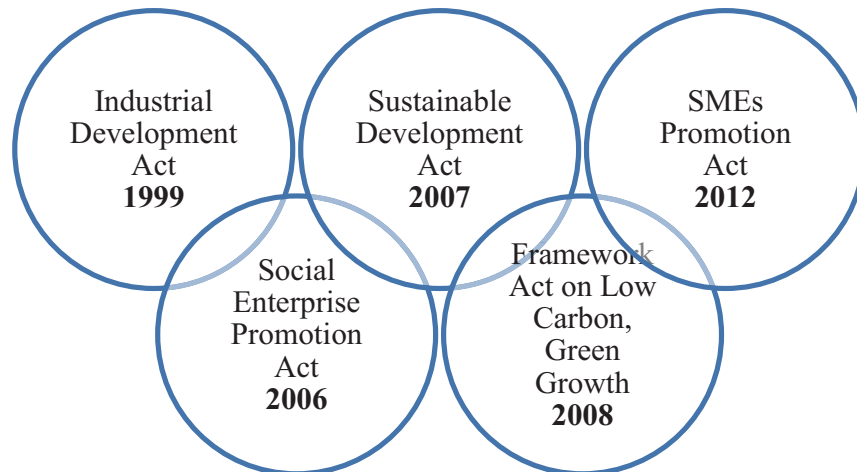 Industrial
Development
Act
1999
Social
Enterprise
Promotion
Act
2006
Sustainable
Development
Act
2007
Framework
Act on Low
Carbon,
Green
Growth
2008
SMEs
Promotion
Act
2012